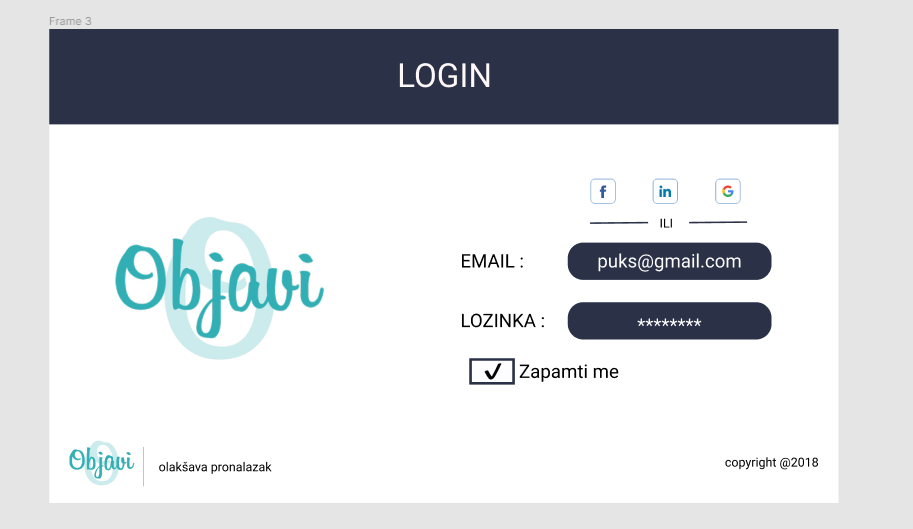 Frame 3
LOGIN
f in G
ILI
Objavi
EMAIL : puks@gmail.com
LOZINKA : ********
Zapamti me
Objavi olakšava pronalazak
copyright @2018